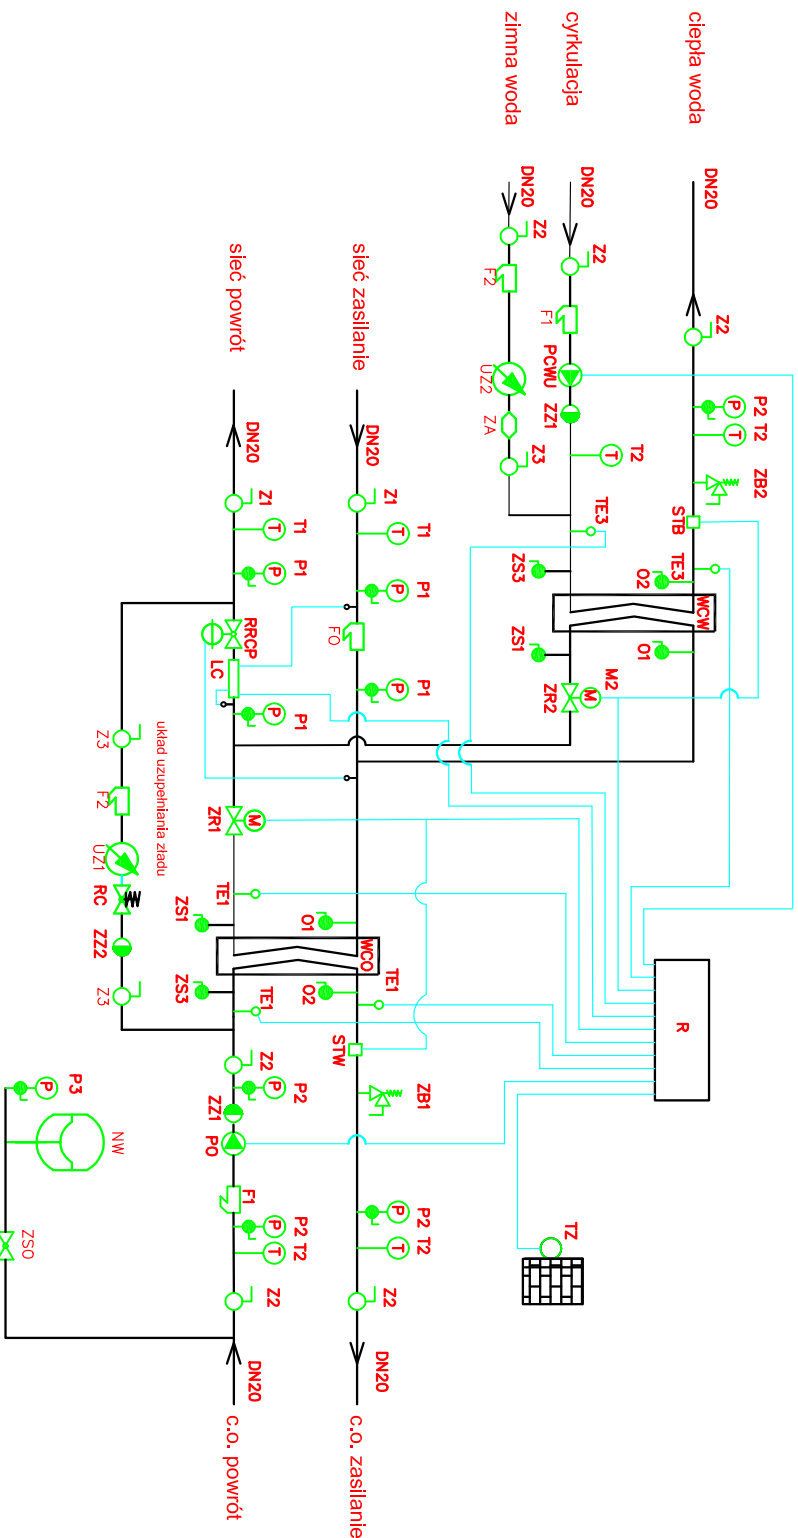 ciepła woda
cyrkulacja
zimna woda
DN20
DN20
DN20
Z2
Z2
Z2
F2
F1
PCWU
ZZ1
UZ2
ZA
Z3
T2
T
P2
T2
P
T
ZB2
STB
TE3
TE3
ZS3
O2
WCW
ZS1
O1
M2
M
ZR2
sieć zasilanie
sieć powrót
DN20
DN20
Z1
Z1
T1
T
T1
T
P1
P
P1
P
RRCP
LC
FO
P1
P
P1
P
układ uzupełniania zładu
Z3
F2
UZ1
RC
ZZ2
Z3
ZR1
M
TE1
ZS1
O1
WCO
ZS3
O2
TE1
TE1
STW
ZB1
R
Z2
P2
P
ZZ1
PO
F1
P2
T2
P
T
Z2
P2
T2
P
T
Z2
TZ
P3
P
NW
ZSO
DN20
DN20
c.o. zasilanie
c.o. powrót